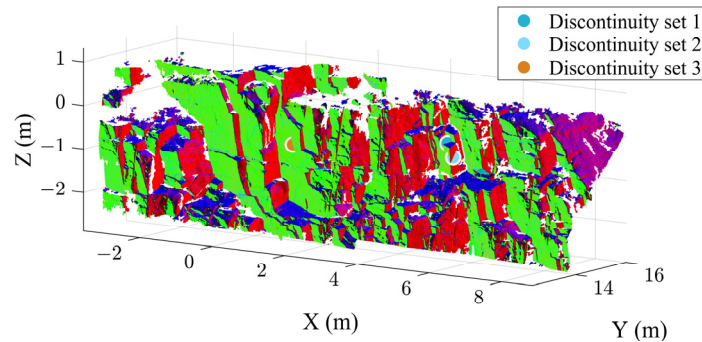 Discontinuity set 1
Discontinuity set 2
Discontinuity set 3
1
0
−1
−2
Z (m)
−2
0
2
4
6
8
14
16
X (m)
Y (m)